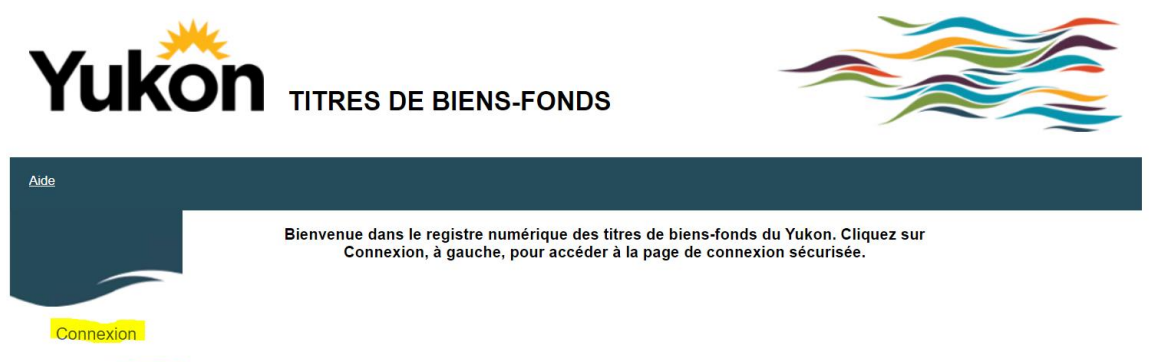 Yukon
TITRES DE BIENS-FONDS
Aide
Bienvenue dans le registre numérique des titres de biens-fonds du Yukon. Cliquez sur
Connexion, à gauche, pour accéder à la page de connexion sécurisée.
Connexion